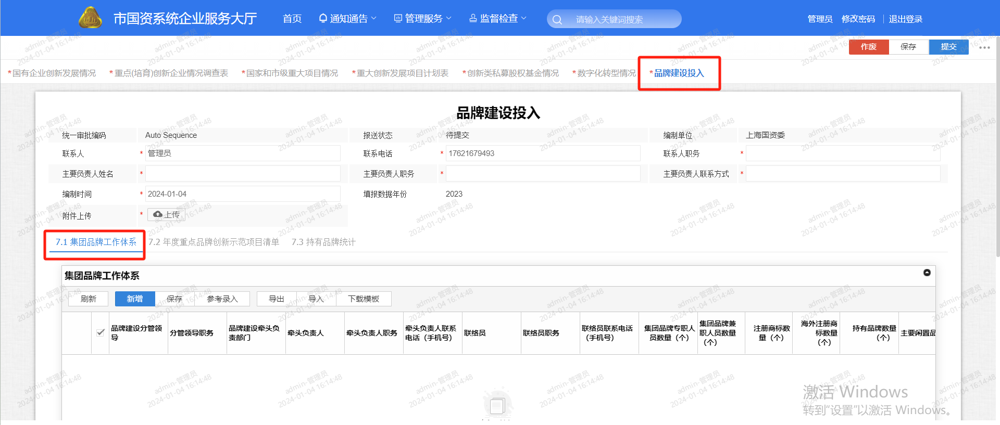 市国资系统企业服务大厅 首页 通知通告 管理服务 监督检查 请输入关键词搜索 管理员 修改密码 退出登录
作废 保存 提交
*国有企业创新发展情况 *重点(培育)创新企业情况调查表 *国家和市级重大项目情况 *重大创新发展项目计划表 *创新类私募股权基金情况 *数字化转型情况 *品牌建设投入
品牌建设投入
统一审批编码 Auto Sequence 报送状态 待提交 编制单位 上海国资委
联系人 * 管理员 联系电话 * 17621679493 联系人职务 *
主要负责人姓名 * 主要负责人职务 * 主要负责人联系方式 *
编制时间 * 2024-01-04 填报数据年份 2023
附件上传 * 上传
7.1 集团品牌工作体系 7.2 年度重点品牌创新示范项目清单 7.3 持有品牌统计
集团品牌工作体系
刷新 新增 保存 参考录入 导出 导入 下载模板
品牌建设分管领导 分管领导职务 品牌建设牵头负责部门 牵头负责人 牵头负责人职务 牵头负责人联系电话（手机号） 联络员 联络员职务 联络员联系电话（手机号） 集团品牌专职人员数量（个） 集团品牌兼职人员数量（个） 注册商标数量（个） 海外注册商标数量（个） 持有品牌数量（个） 主要闲置品
激活 Windows
转到“设置”以激活 Windows。
admin-管理员
2024-01-04 16:14:48